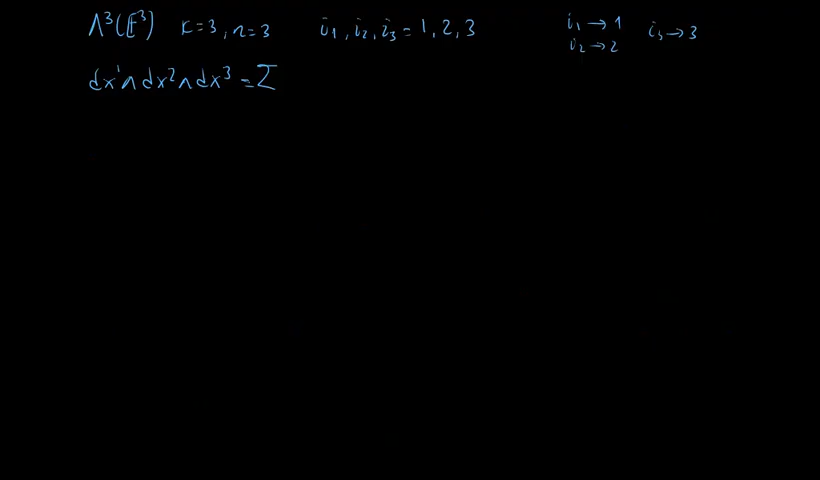 Λ³(E³) k=3, n=3 i₁, i₂, i₃ = 1, 2, 3 i₁ → 1 i₃ → 3
i₂ → 2
dx¹ ∧ dx² ∧ dx³ = Σ